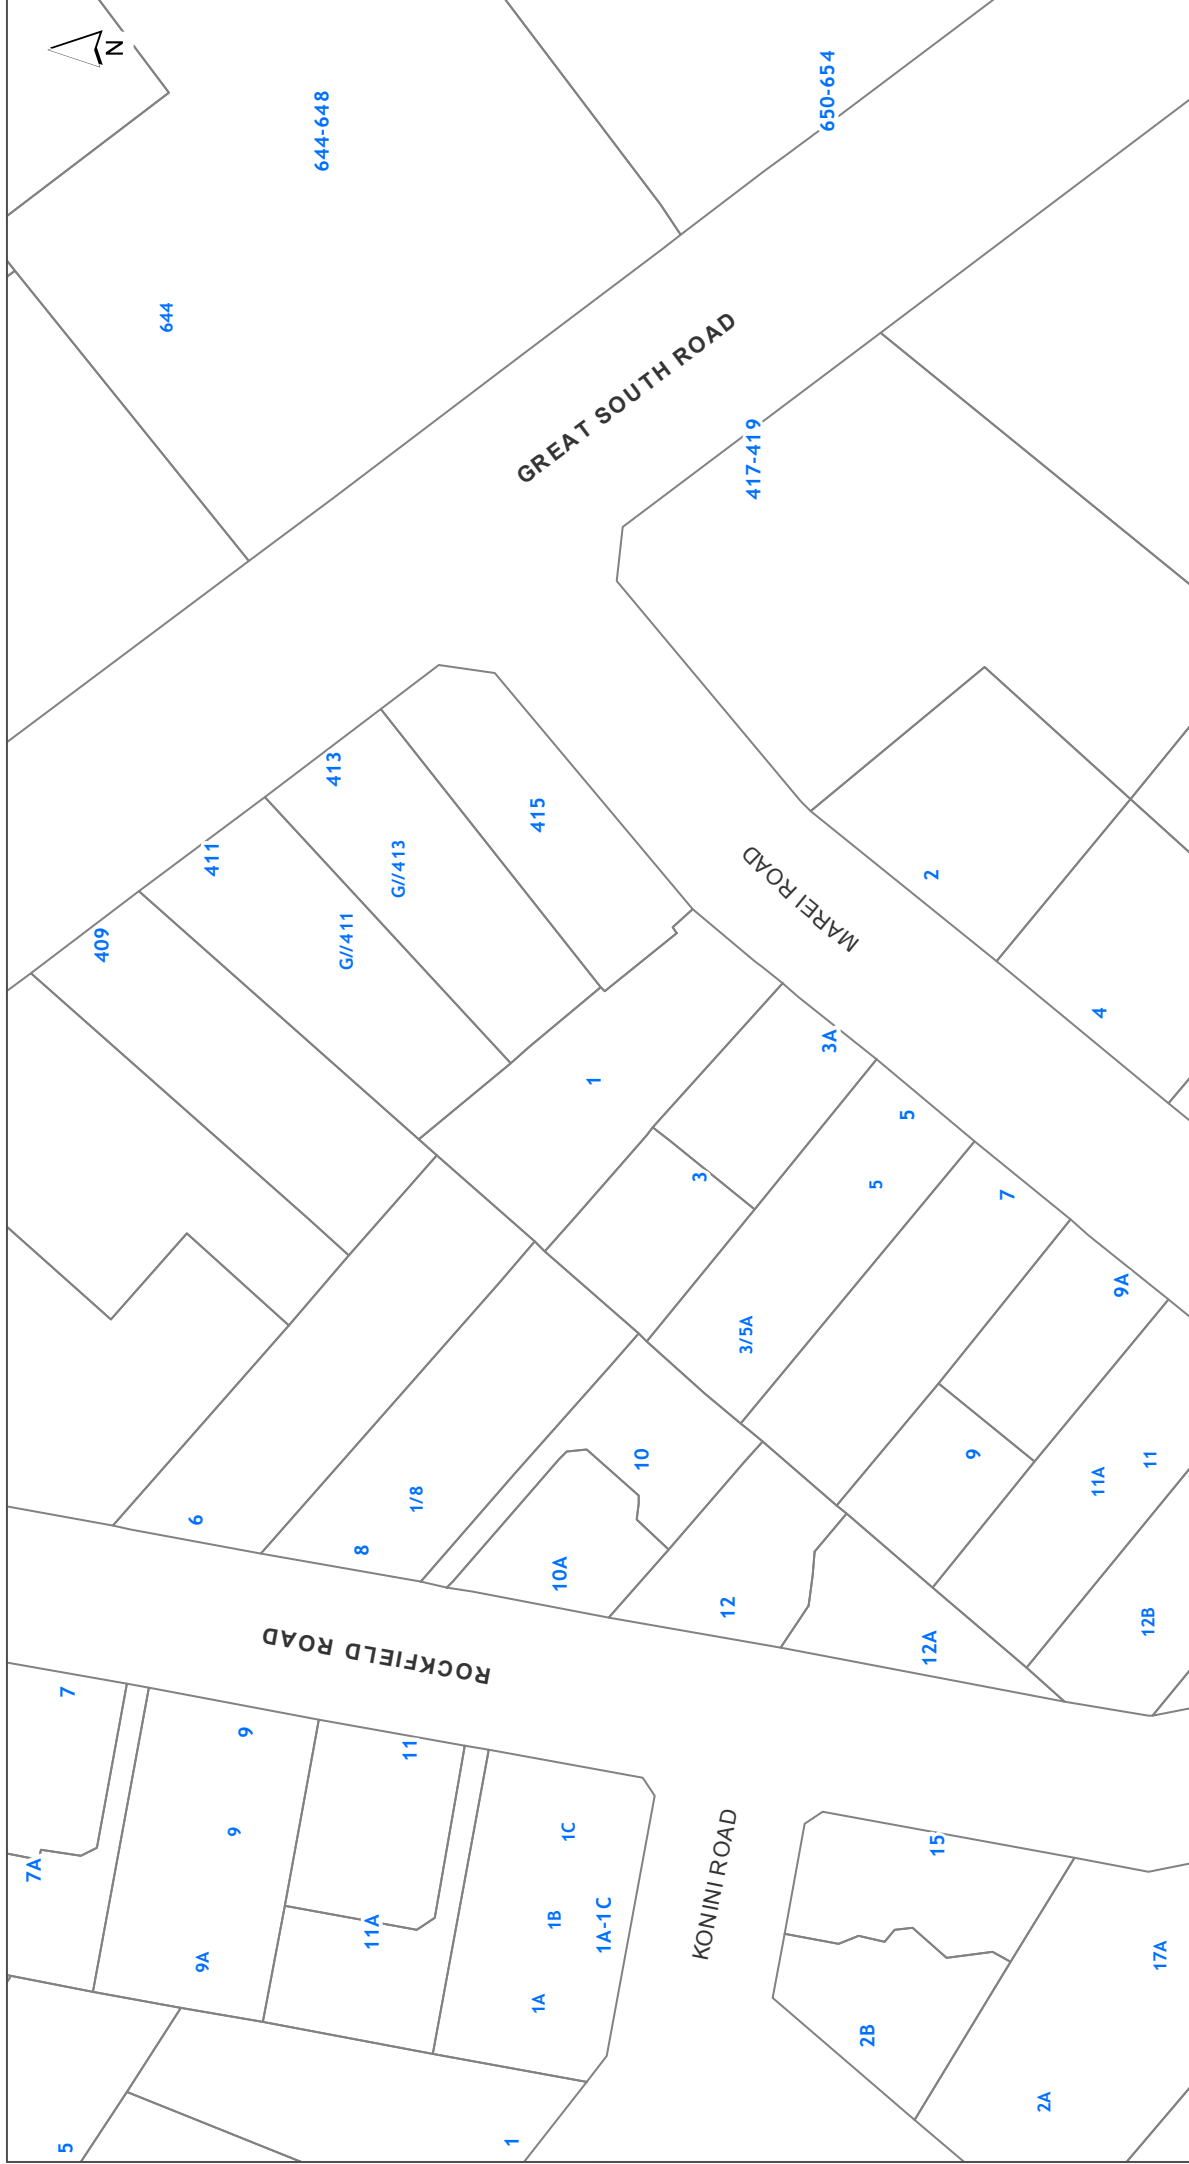 N
644-648
650-654
644
GREAT SOUTH ROAD
417-419
413
415
411
G//413
G//411
409
MAREI ROAD
2
4
1
3A
3
5
5
7
3/5A
9A
9
11A
11
6
1/8
8
10
10A
12
12A
12B
ROCKFIELD ROAD
7
7A
9
9
9A
11
11A
1C
1B
1A-1C
1A
KONINI ROAD
15
17A
2B
2A
5
1